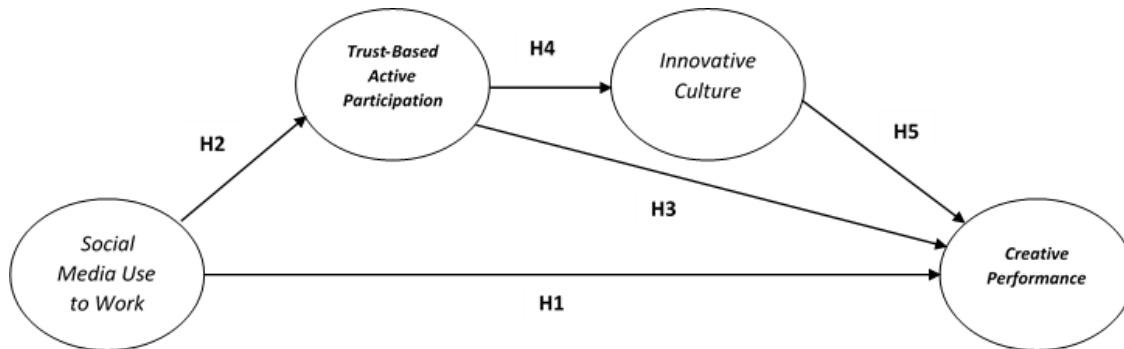 Trust-Based
Active
Participation
H4
Innovative
Culture
H2
H5
H3
Social
Media Use
to Work
Creative
Performance
H1